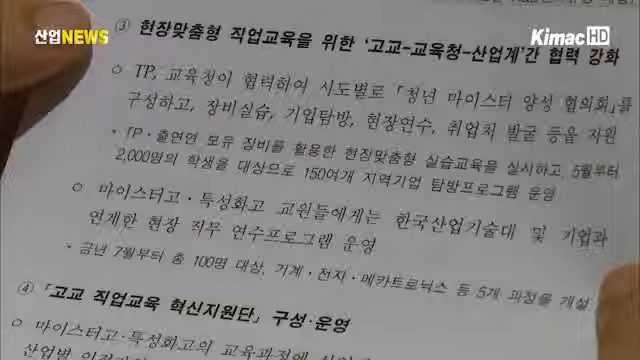 산업NEWS
Kimac HD
③ 현장맞춤형 직업교육을 위한 '고교-교육청-산업계'간 협력 강화
○ TP, 교육청이 협력하여 시도별로 「청년 마이스터 양성 협의회」를
구성하고, 장비실습, 기업탐방, 현장연수, 취업처 발굴 등을 지원
* TP·출연연 보유 장비를 활용한 현장맞춤형 실습교육을 실시하고, 5월부터
2,000명의 학생을 대상으로 150여개 지역기업 탐방프로그램 운영
○ 마이스터고·특성화고 교원들에게는 한국산업기술대 및 기업과
연계한 현장 직무 연수프로그램 운영
* 금년 7월부터 총 100명 대상, 기계·전자·메카트로닉스 등 5개 과정을 개설
④ 「고교 직업교육 혁신지원단」 구성·운영
○ 마이스터고·특성화고의 교육과정에
산업별